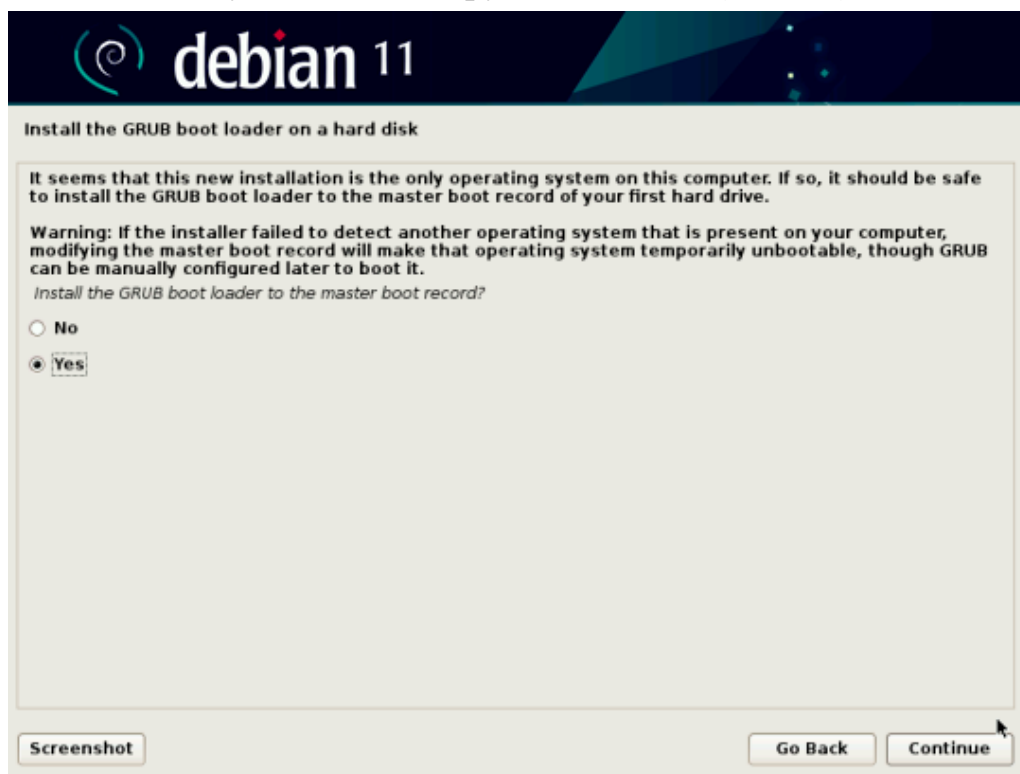 debian 11
Install the GRUB boot loader on a hard disk
It seems that this new installation is the only operating system on this computer. If so, it should be safe
to install the GRUB boot loader to the master boot record of your first hard drive.
Warning: If the installer failed to detect another operating system that is present on your computer,
modifying the master boot record will make that operating system temporarily unbootable, though GRUB
can be manually configured later to boot it.
Install the GRUB boot loader to the master boot record?
No
Yes
Screenshot Go Back Continue